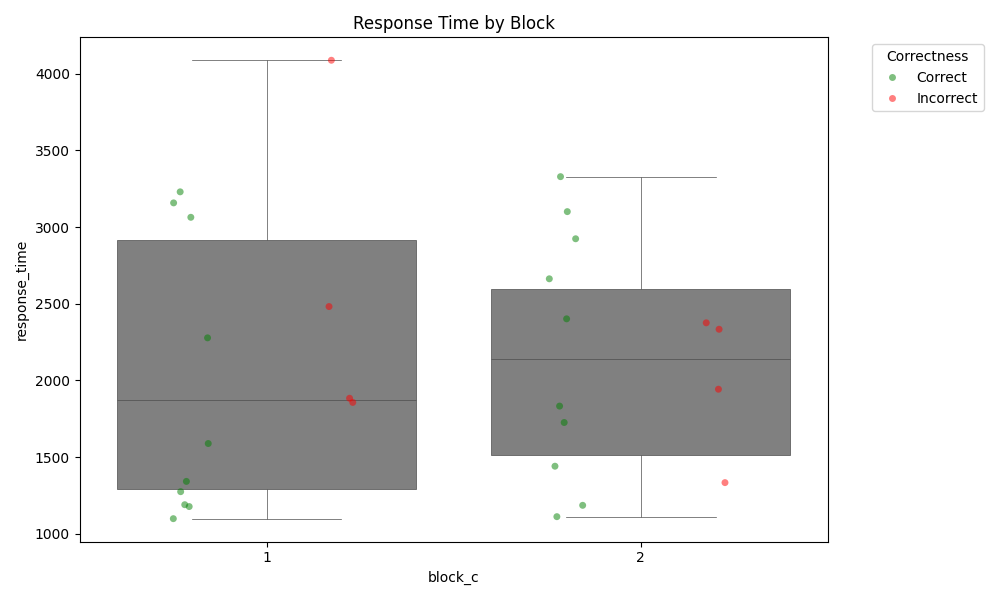 Response Time by Block
Correctness
Correct
Incorrect
4000
3500
3000
2500
2000
1500
1000
response_time
1
2
block_c